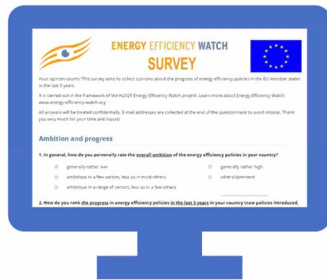 ENERGY EFFICIENCY WATCH
SURVEY
Your opinion counts! This survey aims to collect opinions about the progress of energy efficiency policies in the EU member states
in the last 3 years.
It is carried out in the framework of the H2020 Energy Efficiency Watch project. Learn more about Energy Efficiency Watch:
www.energy-efficiency-watch.org
All answers will be treated confidentially. E-mail addresses are collected at the end of the questionnaire to avoid misuse. Thank
you very much for your time and inputs!
Ambition and progress
1. In general, how do you personally rate the overall ambition of the energy efficiency policies in your country?
generally rather low
generally rather high
ambitious in a few sectors, less so in most others
others/comment
ambitious in a range of sectors, less so in a few others
2. How do you rank the progress in energy efficiency policies in the last 3 years in your country (new policies introduced,